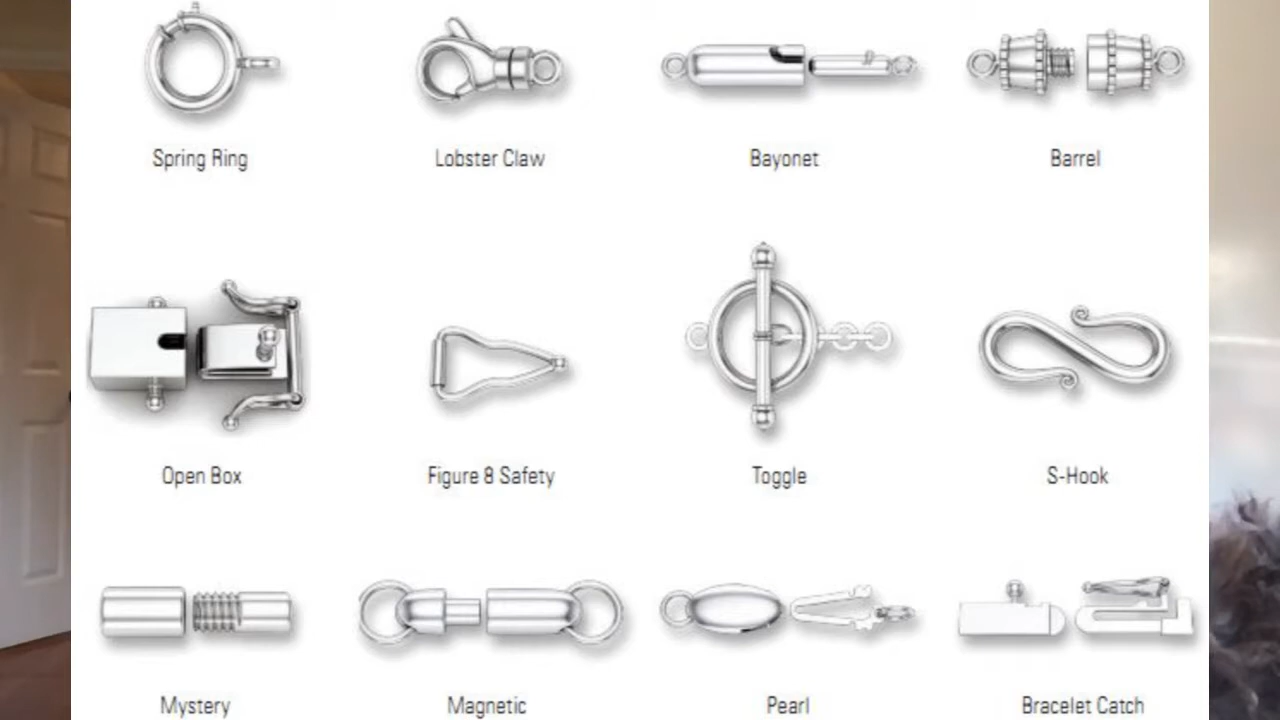 Spring Ring
Lobster Claw
Bayonet
Barrel
Open Box
Figure 8 Safety
Toggle
S-Hook
Mystery
Magnetic
Pearl
Bracelet Catch